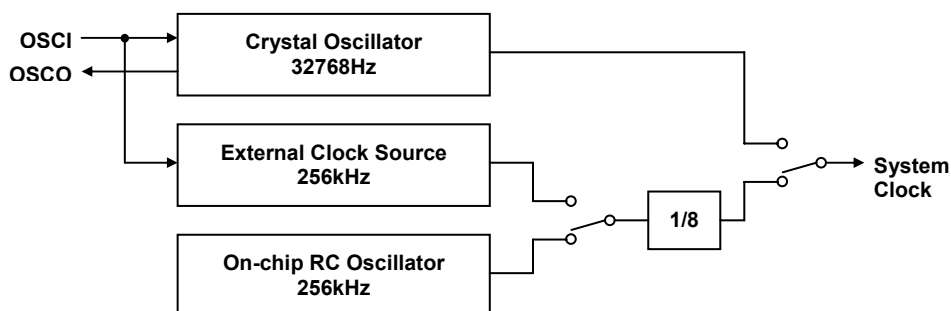 OSCI
OSCO
Crystal Oscillator
32768Hz
External Clock Source
256kHz
On-chip RC Oscillator
256kHz
1/8
System
Clock